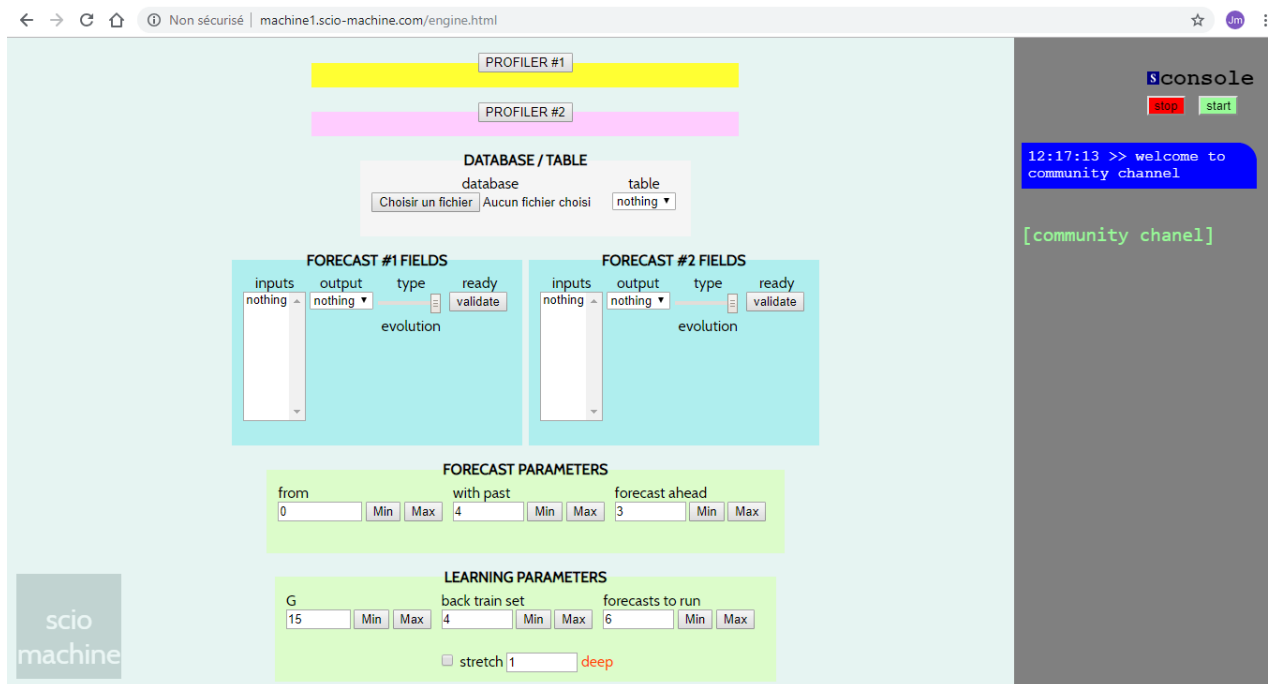 Non sécurisé | machine1.scio-machine.com/engine.html
Jm
PROFILER #1
PROFILER #2
DATABASE / TABLE
database table
Choisir un fichier Aucun fichier choisi nothing
FORECAST #1 FIELDS
inputs output type ready
nothing nothing validate
evolution
FORECAST #2 FIELDS
inputs output type ready
nothing nothing validate
evolution
FORECAST PARAMETERS
from with past forecast ahead
0 Min Max 4 Min Max 3 Min Max
LEARNING PARAMETERS
G back train set forecasts to run
15 Min Max 4 Min Max 6 Min Max
stretch 1 deep
scio
machine
sconsole
stop start
12:17:13 >> welcome to
community channel
[community chanel]